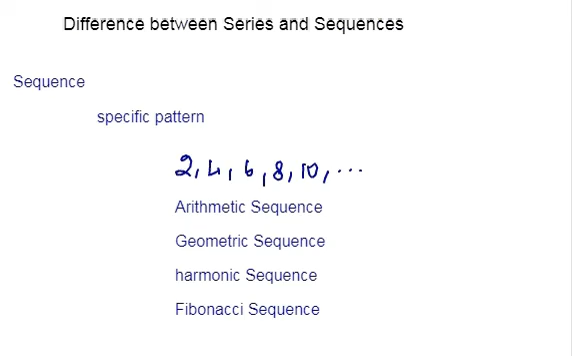 Difference between Series and Sequences
Sequence
specific pattern
2, 4, 6, 8, 10, ...
Arithmetic Sequence
Geometric Sequence
harmonic Sequence
Fibonacci Sequence